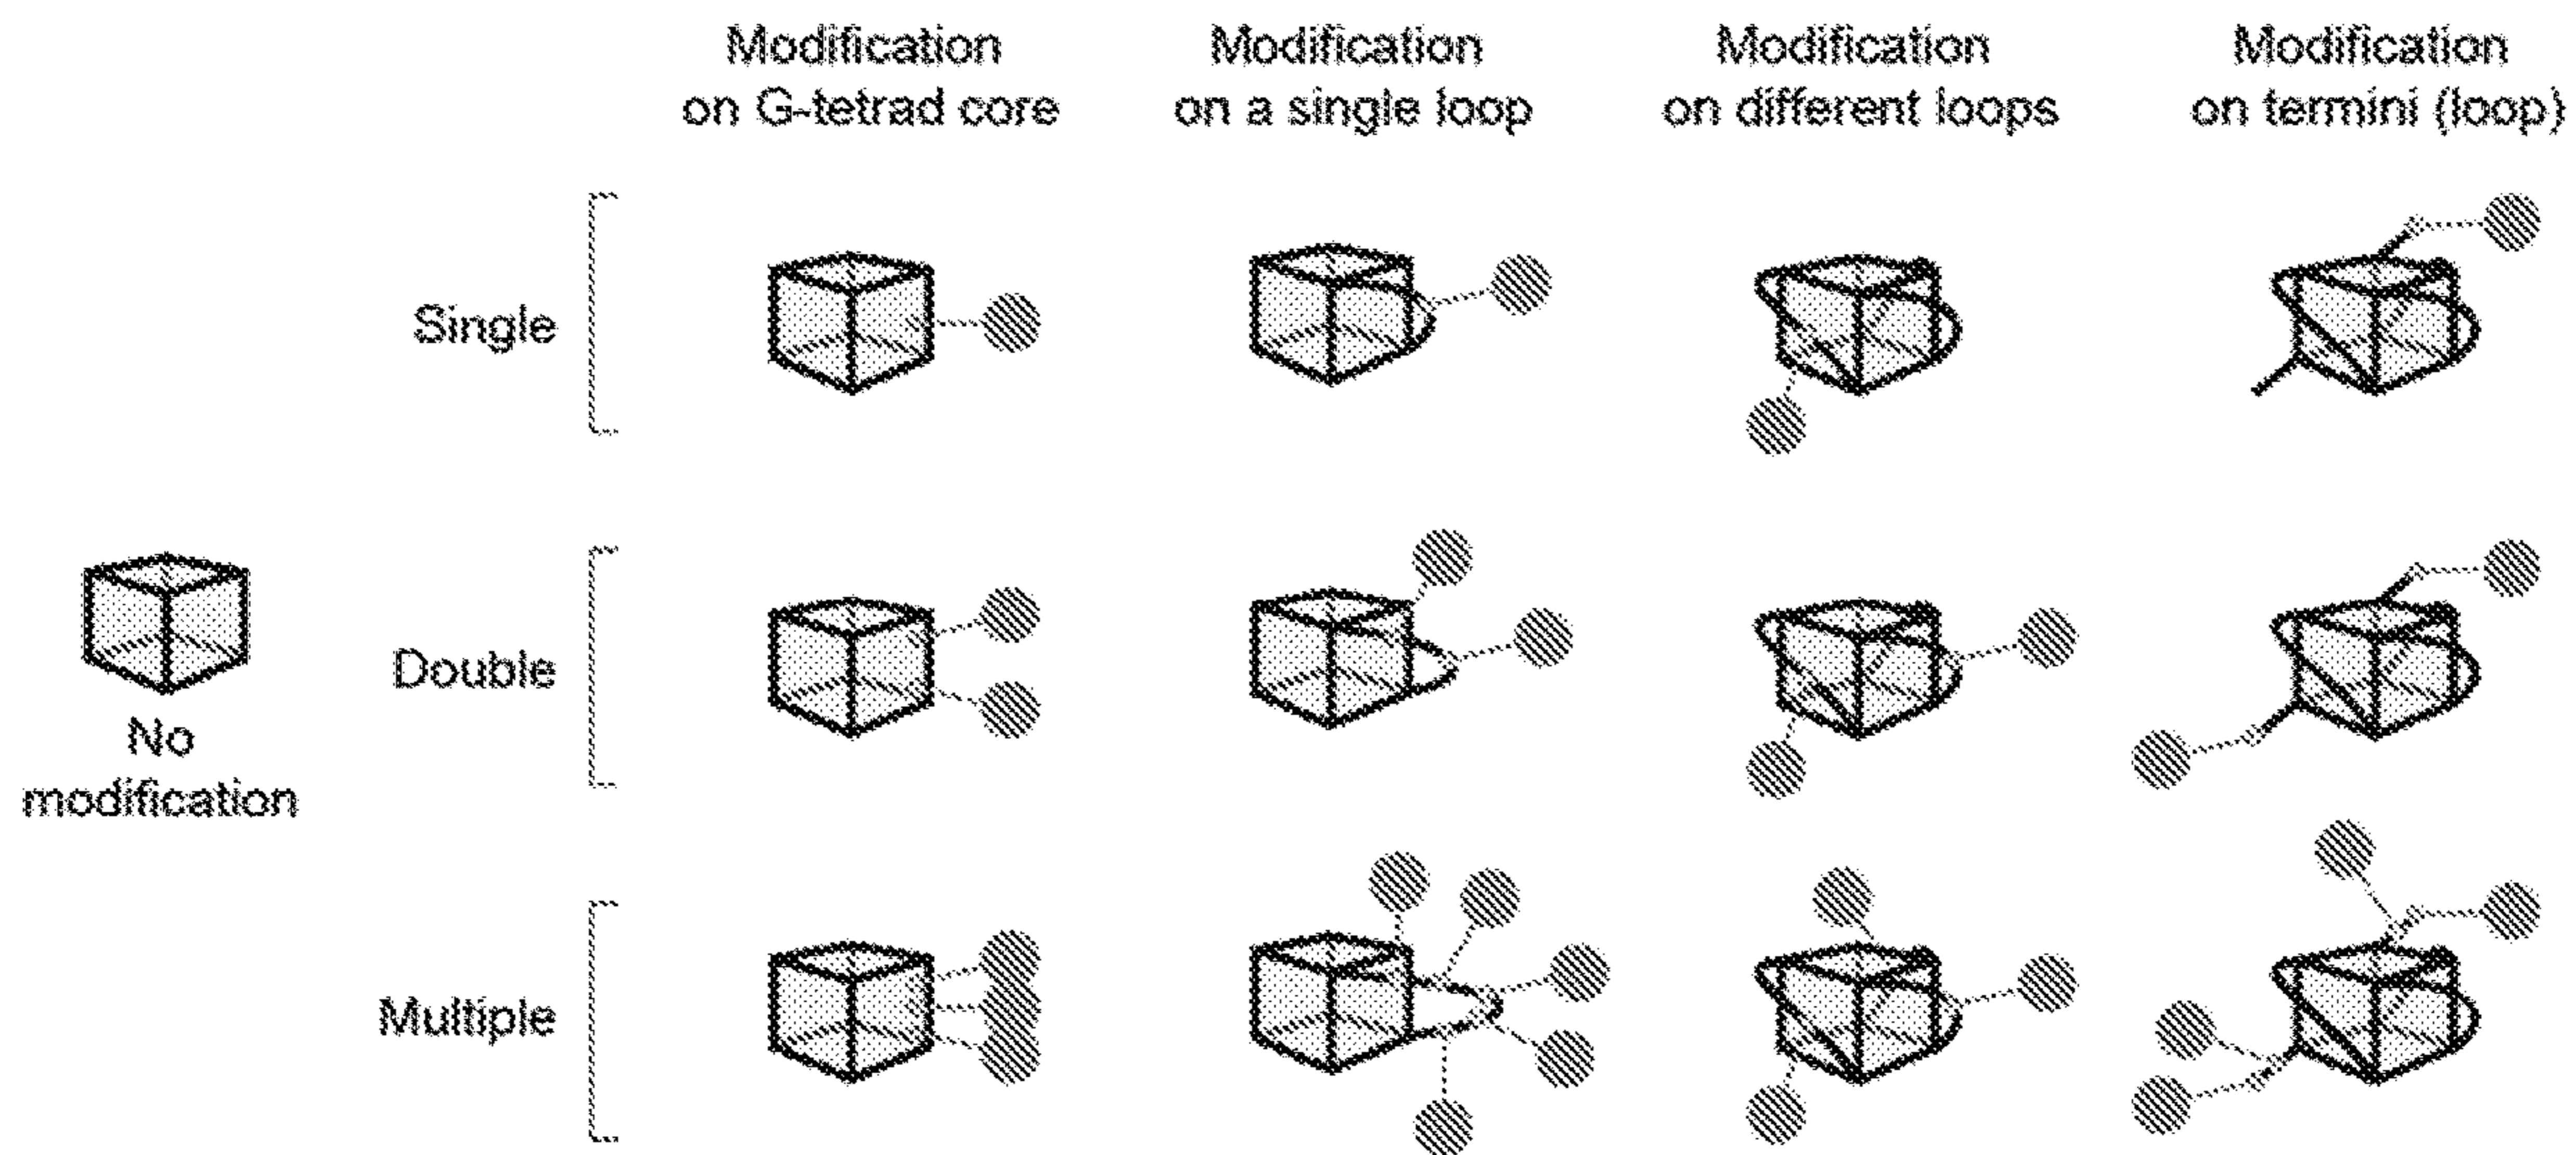 Modification
on G-tetrad core
Modification
on a single loop
Modification
on different loops
Modification
on termini (loop)
Single
Double
No
modification
Multiple